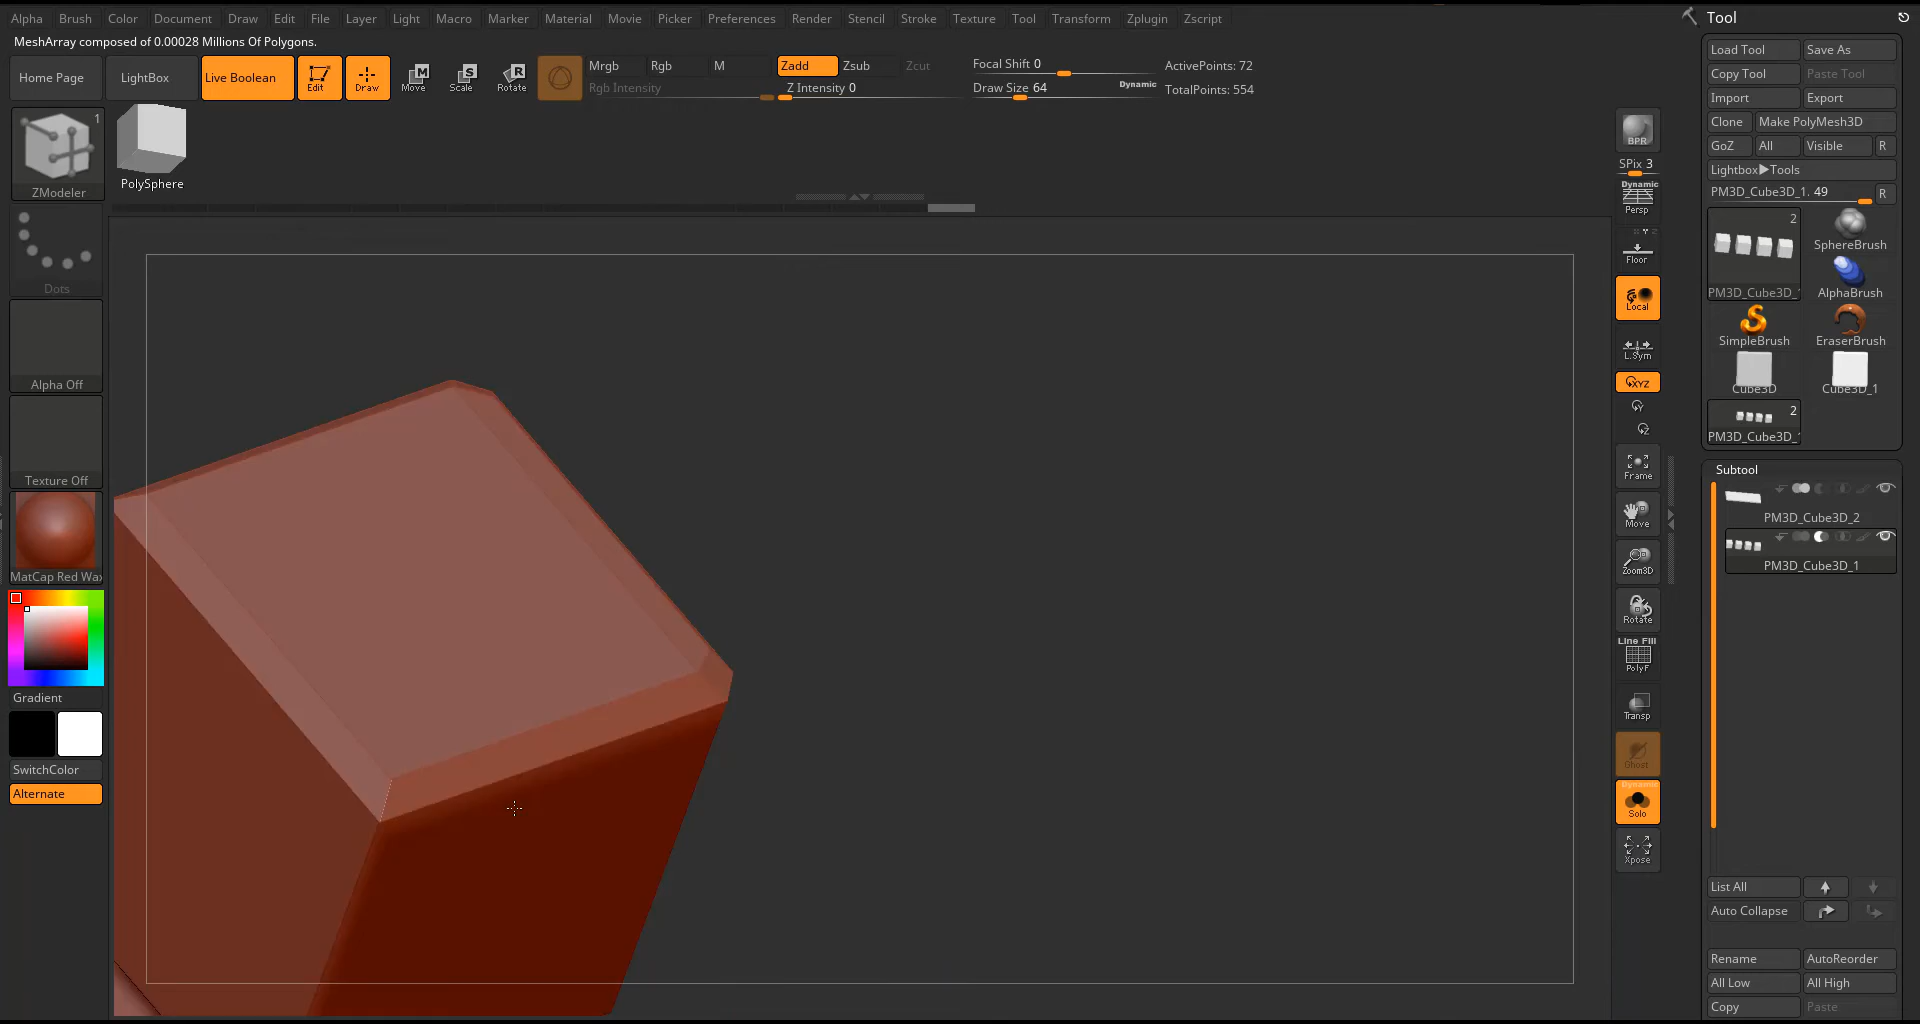 Alpha Brush Color Document Draw Edit File Layer Light Macro Marker Material Movie Picker Preferences Render Stencil Stroke Texture Tool Transform Zplugin Zscript
MeshArray composed of 0.00028 Millions Of Polygons.
Home Page
LightBox
Live Boolean
Edit
Draw
Move
Scale
Rotate
Mrgb
Rgb
M
Zadd
Zsub
Zcut
Rgb Intensity
Z Intensity 0
Focal Shift 0
Draw Size 64
Dynamic
ActivePoints: 72
TotalPoints: 554
1
ZModeler
PolySphere
Dots
Alpha Off
Texture Off
MatCap Red Wax
Gradient
SwitchColor
Alternate
BPR
SPix 3
Dynamic
Persp
Floor
Local
L.Sym
XYZ
Y
Z
Frame
Move
Zoom3D
Rotate
Line Fill
PolyF
Transp
Ghost
Dynamic
Solo
Xpose
Tool
Load Tool
Save As
Copy Tool
Paste Tool
Import
Export
Clone
Make PolyMesh3D
GoZ
All
Visible
R
Lightbox▶Tools
PM3D_Cube3D_1. 49
R
2
PM3D_Cube3D_1
SphereBrush
AlphaBrush
SimpleBrush
EraserBrush
Cube3D
Cube3D_1
2
PM3D_Cube3D_1
Subtool
PM3D_Cube3D_2
PM3D_Cube3D_1
List All
Auto Collapse
Rename
AutoReorder
All Low
All High
Copy
Paste